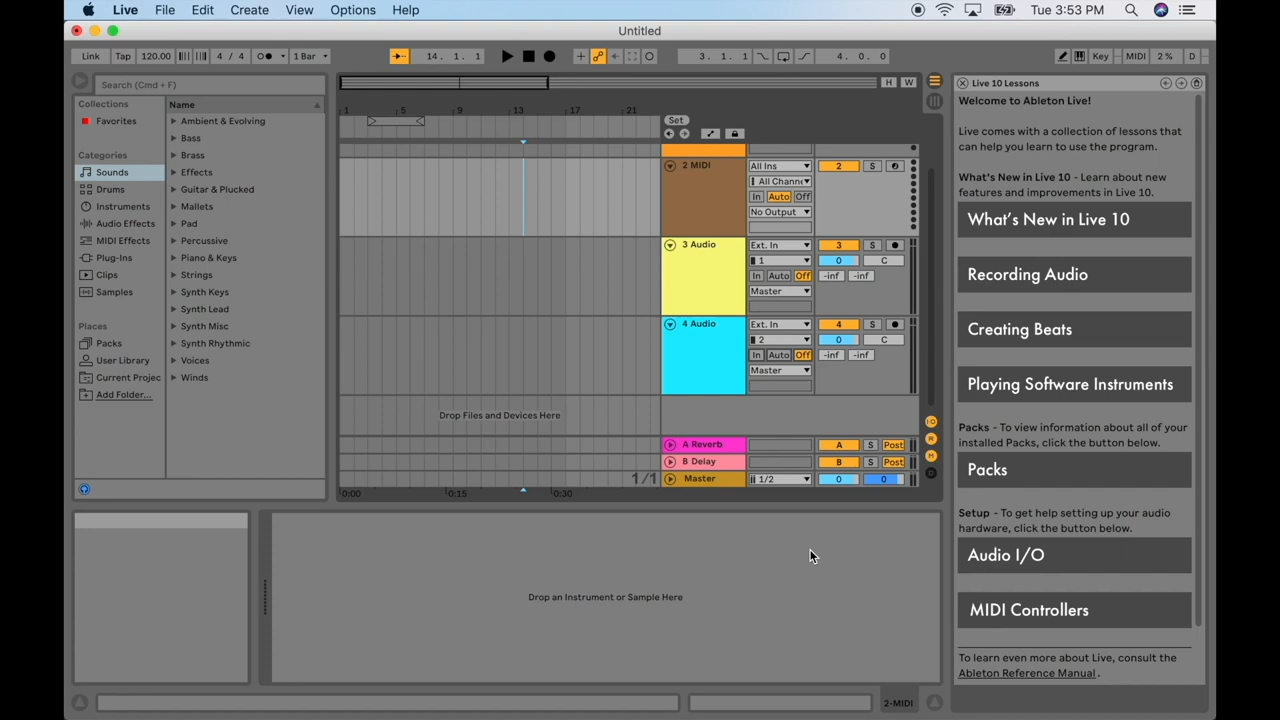 Live File Edit Create View Options Help
Tue 3:53 PM
Untitled
Link Tap 120.00 4 / 4 1 Bar 14. 1. 1 3. 1. 1 4. 0. 0 Key MIDI 2 % D
Search (Cmd + F)
Collections
Favorites
Categories
Sounds
Drums
Instruments
Audio Effects
MIDI Effects
Plug-Ins
Clips
Samples
Places
Packs
User Library
Current Projec
Add Folder...
Name
Ambient & Evolving
Bass
Brass
Effects
Guitar & Plucked
Mallets
Pad
Percussive
Piano & Keys
Strings
Synth Keys
Synth Lead
Synth Misc
Synth Rhythmic
Voices
Winds
H W
1 5 9 13 17 21
Set
2 MIDI All Ins 2 S
All Channe
In Auto Off
No Output
3 Audio Ext. In 3 S
1 0 C
In Auto Off -inf -inf
Master
4 Audio Ext. In 4 S
2 0 C
In Auto Off -inf -inf
Master
Drop Files and Devices Here
A Reverb A S Post
B Delay B S Post
1/1 Master 1/2 0 0
0:00 0:15 0:30
Drop an Instrument or Sample Here
2-MIDI
Live 10 Lessons
Welcome to Ableton Live!
Live comes with a collection of lessons that
can help you learn to use the program.
What's New in Live 10 - Learn about new
features and improvements in Live 10.
What's New in Live 10
Recording Audio
Creating Beats
Playing Software Instruments
Packs - To view information about all of your
installed Packs, click the button below.
Packs
Setup - To get help setting up your audio
hardware, click the button below.
Audio I/O
MIDI Controllers
To learn even more about Live, consult the
Ableton Reference Manual .